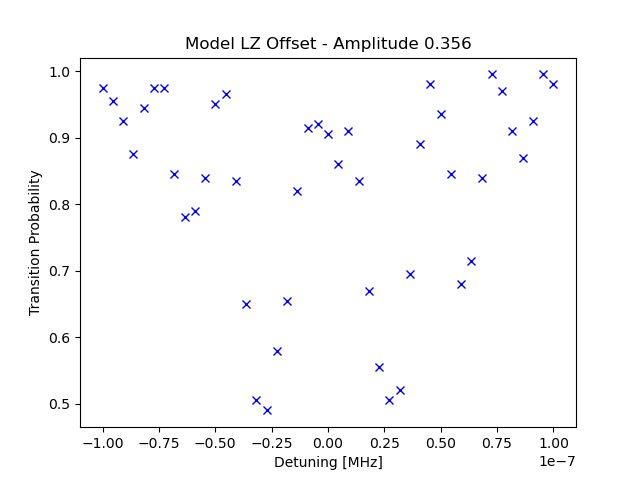 Model LZ Offset - Amplitude 0.356
Transition Probability
1.0
0.9
0.8
0.7
0.6
0.5
−1.00 −0.75 −0.50 −0.25 0.00 0.25 0.50 0.75 1.00
1e−7
Detuning [MHz]